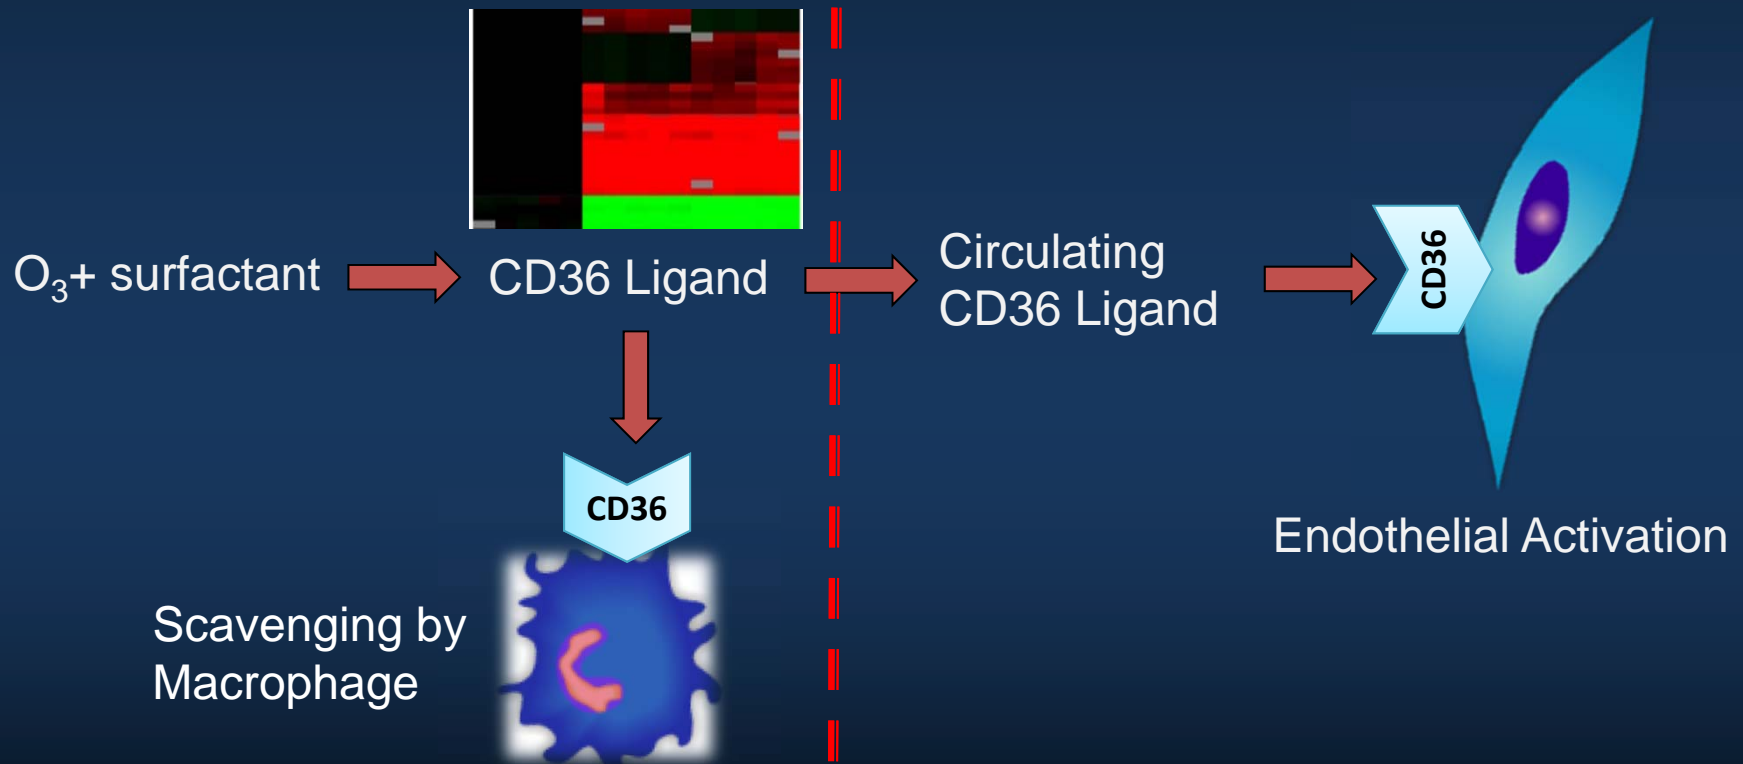 O₃+ surfactant
CD36 Ligand
Circulating
CD36 Ligand
CD36
Endothelial Activation
CD36
Scavenging by
Macrophage